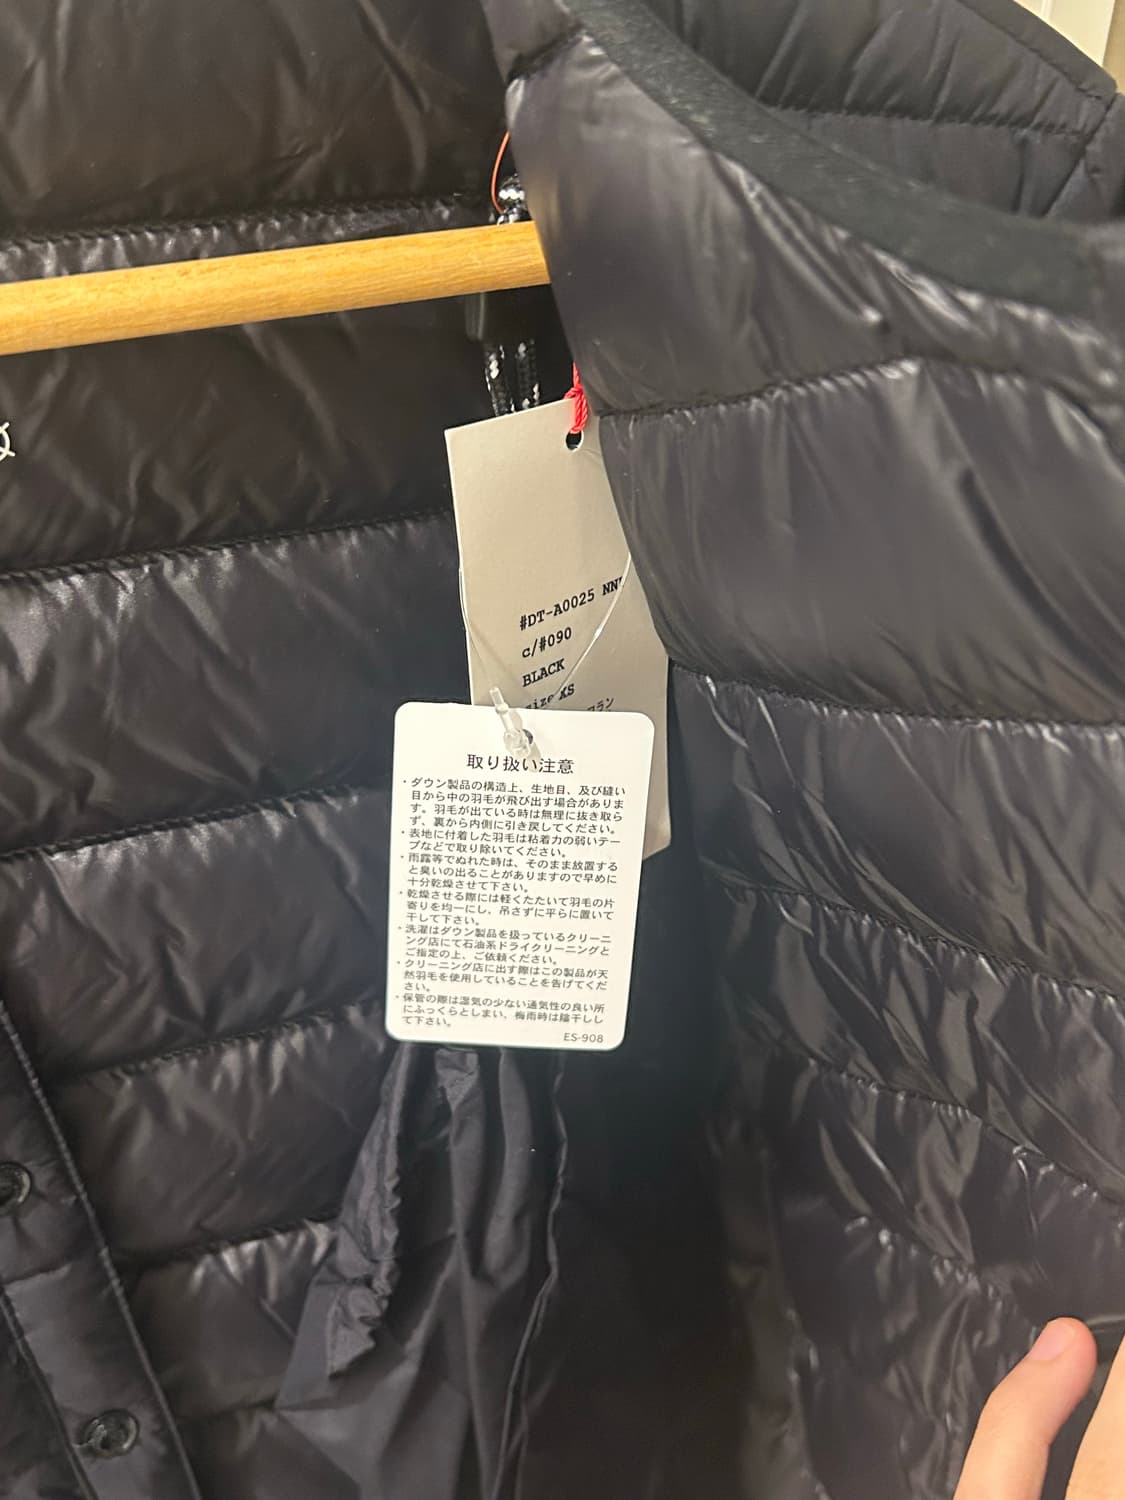 #DT-A0025 NN
c/#090
BLACK
size XS
フラン
取り扱い注意
・ダウン製品の構造上、生地目、及び縫い
目から中の羽毛が飛び出す場合がありま
す。羽毛が出ている時は無理に抜き取ら
ず、裏から内側に引き戻してください。
・表地に付着した羽毛は粘着力の弱いテー
プなどで取り除いてください。
・雨露等でぬれた時は、そのまま放置する
と臭いの出ることがありますので早めに
十分乾燥させて下さい。
・乾燥させる際には軽くたたいて羽毛の片
寄りを均一にし、吊さずに平らに置いて
干して下さい。
・洗濯はダウン製品を扱っているクリーニ
ング店にて石油系ドライクリーニングと
ご指定の上、ご依頼ください。
・クリーニング店に出す際はこの製品が天
然羽毛を使用していることを告げてくだ
さい。
・保管の際は湿気の少ない通気性の良い所
にふっくらとしまい、梅雨時は陰干しし
て下さい。
ES-908